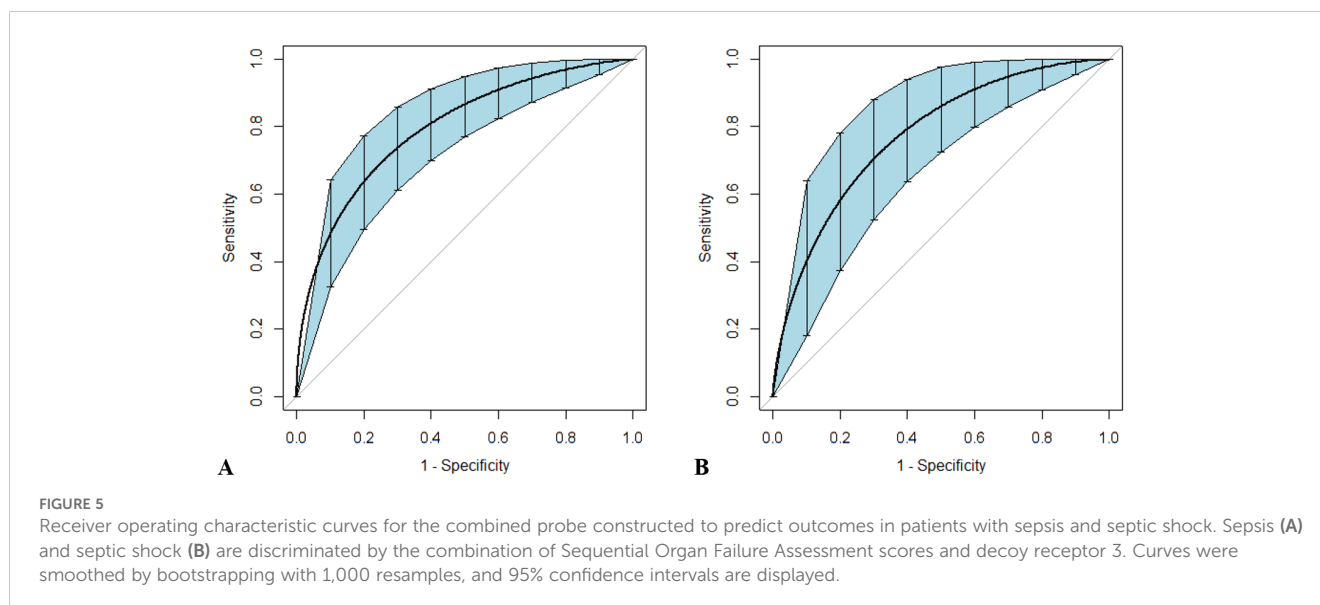 1.0
0.8
0.6
0.4
0.2
0.0
Sensitivity
0.0 0.2 0.4 0.6 0.8 1.0
1 - Specificity
A
1.0
0.8
0.6
0.4
0.2
0.0
Sensitivity
0.0 0.2 0.4 0.6 0.8 1.0
1 - Specificity
B
FIGURE 5
Receiver operating characteristic curves for the combined probe constructed to predict outcomes in patients with sepsis and septic shock. Sepsis (A)
and septic shock (B) are discriminated by the combination of Sequential Organ Failure Assessment scores and decoy receptor 3. Curves were
smoothed by bootstrapping with 1,000 resamples, and 95% confidence intervals are displayed.